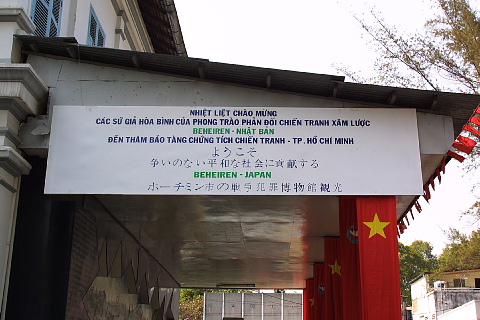 NHIỆT LIỆT CHÀO MỪNG
CÁC SỨ GIẢ HÒA BÌNH CỦA PHONG TRÀO PHẢN ĐỐI CHIẾN TRANH XÂM LƯỢC
BEHEIREN - NHẬT BẢN
ĐẾN THĂM BẢO TÀNG CHỨNG TÍCH CHIẾN TRANH - TP. HỒ CHÍ MINH
ようこそ
争いのない平和な社会に貢献する
BEHEIREN - JAPAN
ホーチミン市の戦争犯罪博物館観光